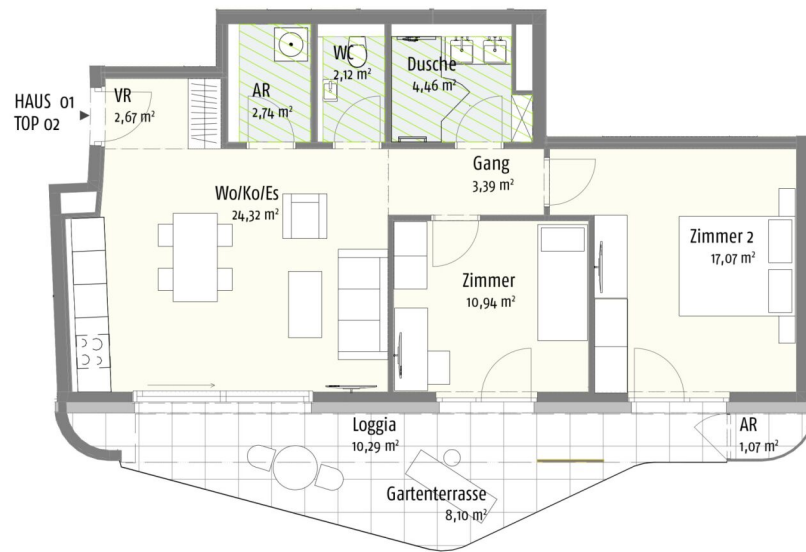 HAUS 01
TOP 02
VR
2,67 m²
AR
2,74 m²
WC
2,12 m²
Dusche
4,46 m²
Gang
3,39 m²
Wo/Ko/Es
24,32 m²
Zimmer
10,94 m²
Zimmer 2
17,07 m²
Loggia
10,29 m²
AR
1,07 m²
Gartenterrasse
8,10 m²